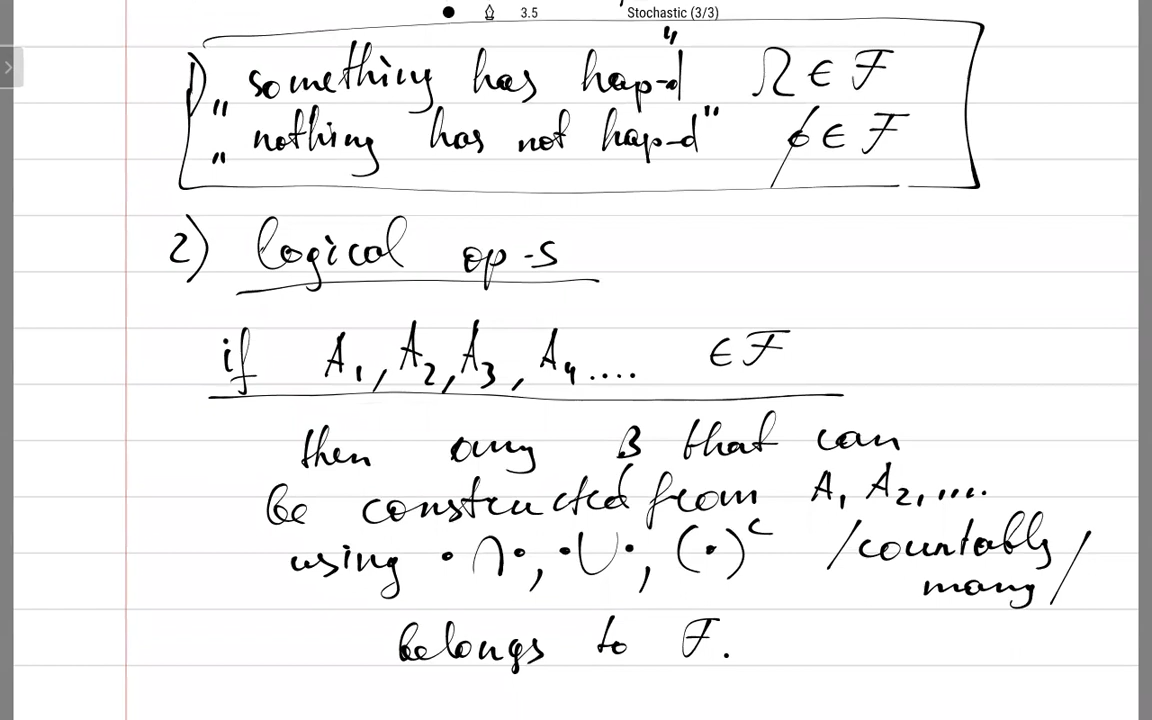 3.5 Stochastic (3/3)
1) „ something has hap-d " Ω ∈ ℱ
„ nothing has not hap-d " ∅ ∈ ℱ
2) logical op-s
if A₁, A₂, A₃, A₄.... ∈ ℱ
then any B that can
be constructed from A₁ A₂, ....
using •∩•, •∪•, (•)ᶜ /countably
many/
belongs to ℱ.